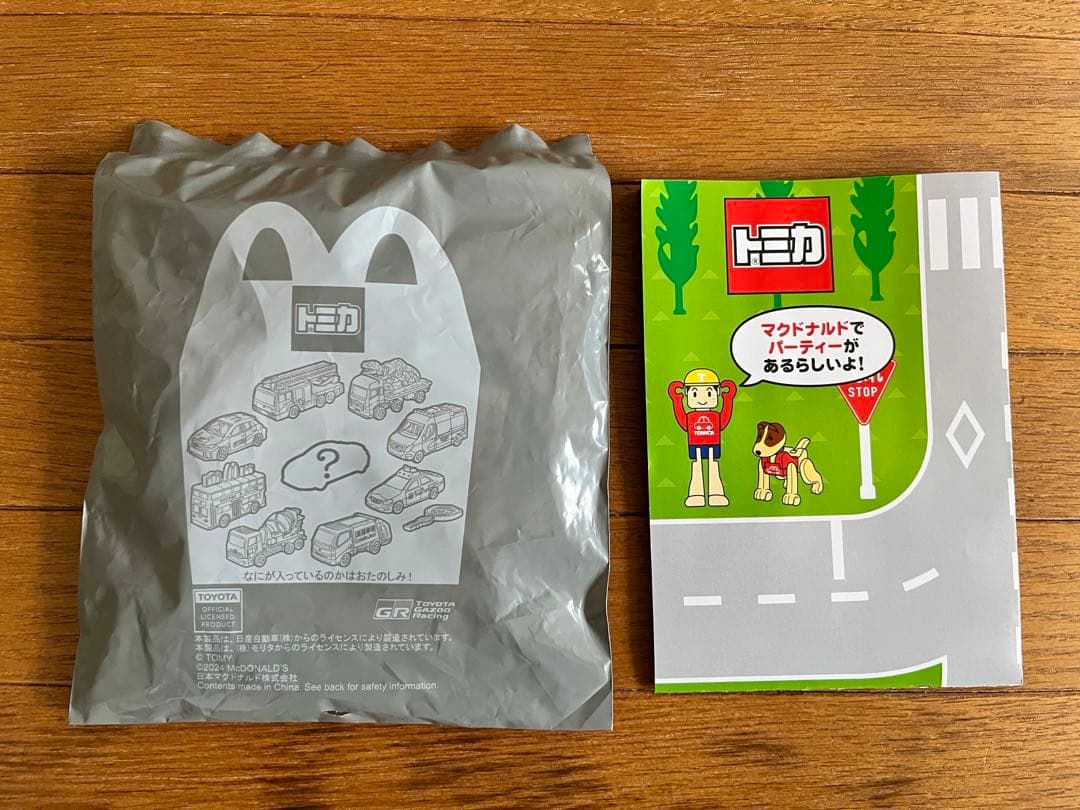 トミカ
?
なにが入っているのかはおたのしみ！
TOYOTA
OFFICIAL
LICENSED
PRODUCT
GR TOYOTA
GAZOO
Racing
本製品は、日産自動車(株)からのライセンスにより製造されています。
本製品は、(株)モリタからのライセンスにより製造されています。
© TOMY
©2024 McDONALD'S
日本マクドナルド株式会社
Contents made in China. See back for safety information.
トミカ
マクドナルドで
パーティーが
あるらしいよ！
STOP
TOMICA